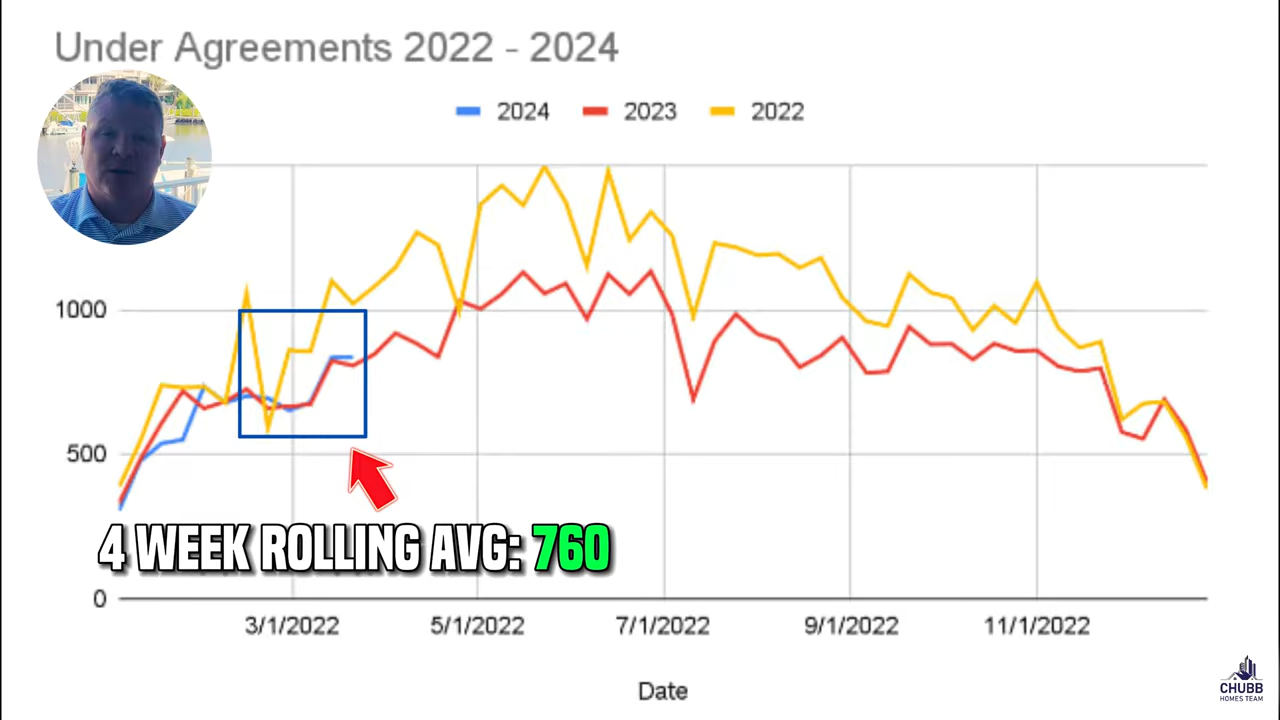 Under Agreements 2022 - 2024
2024 2023 2022
1000
500
4 WEEK ROLLING AVG: 760
0
3/1/2022 5/1/2022 7/1/2022 9/1/2022 11/1/2022
Date
CHUBB
HOMES TEAM